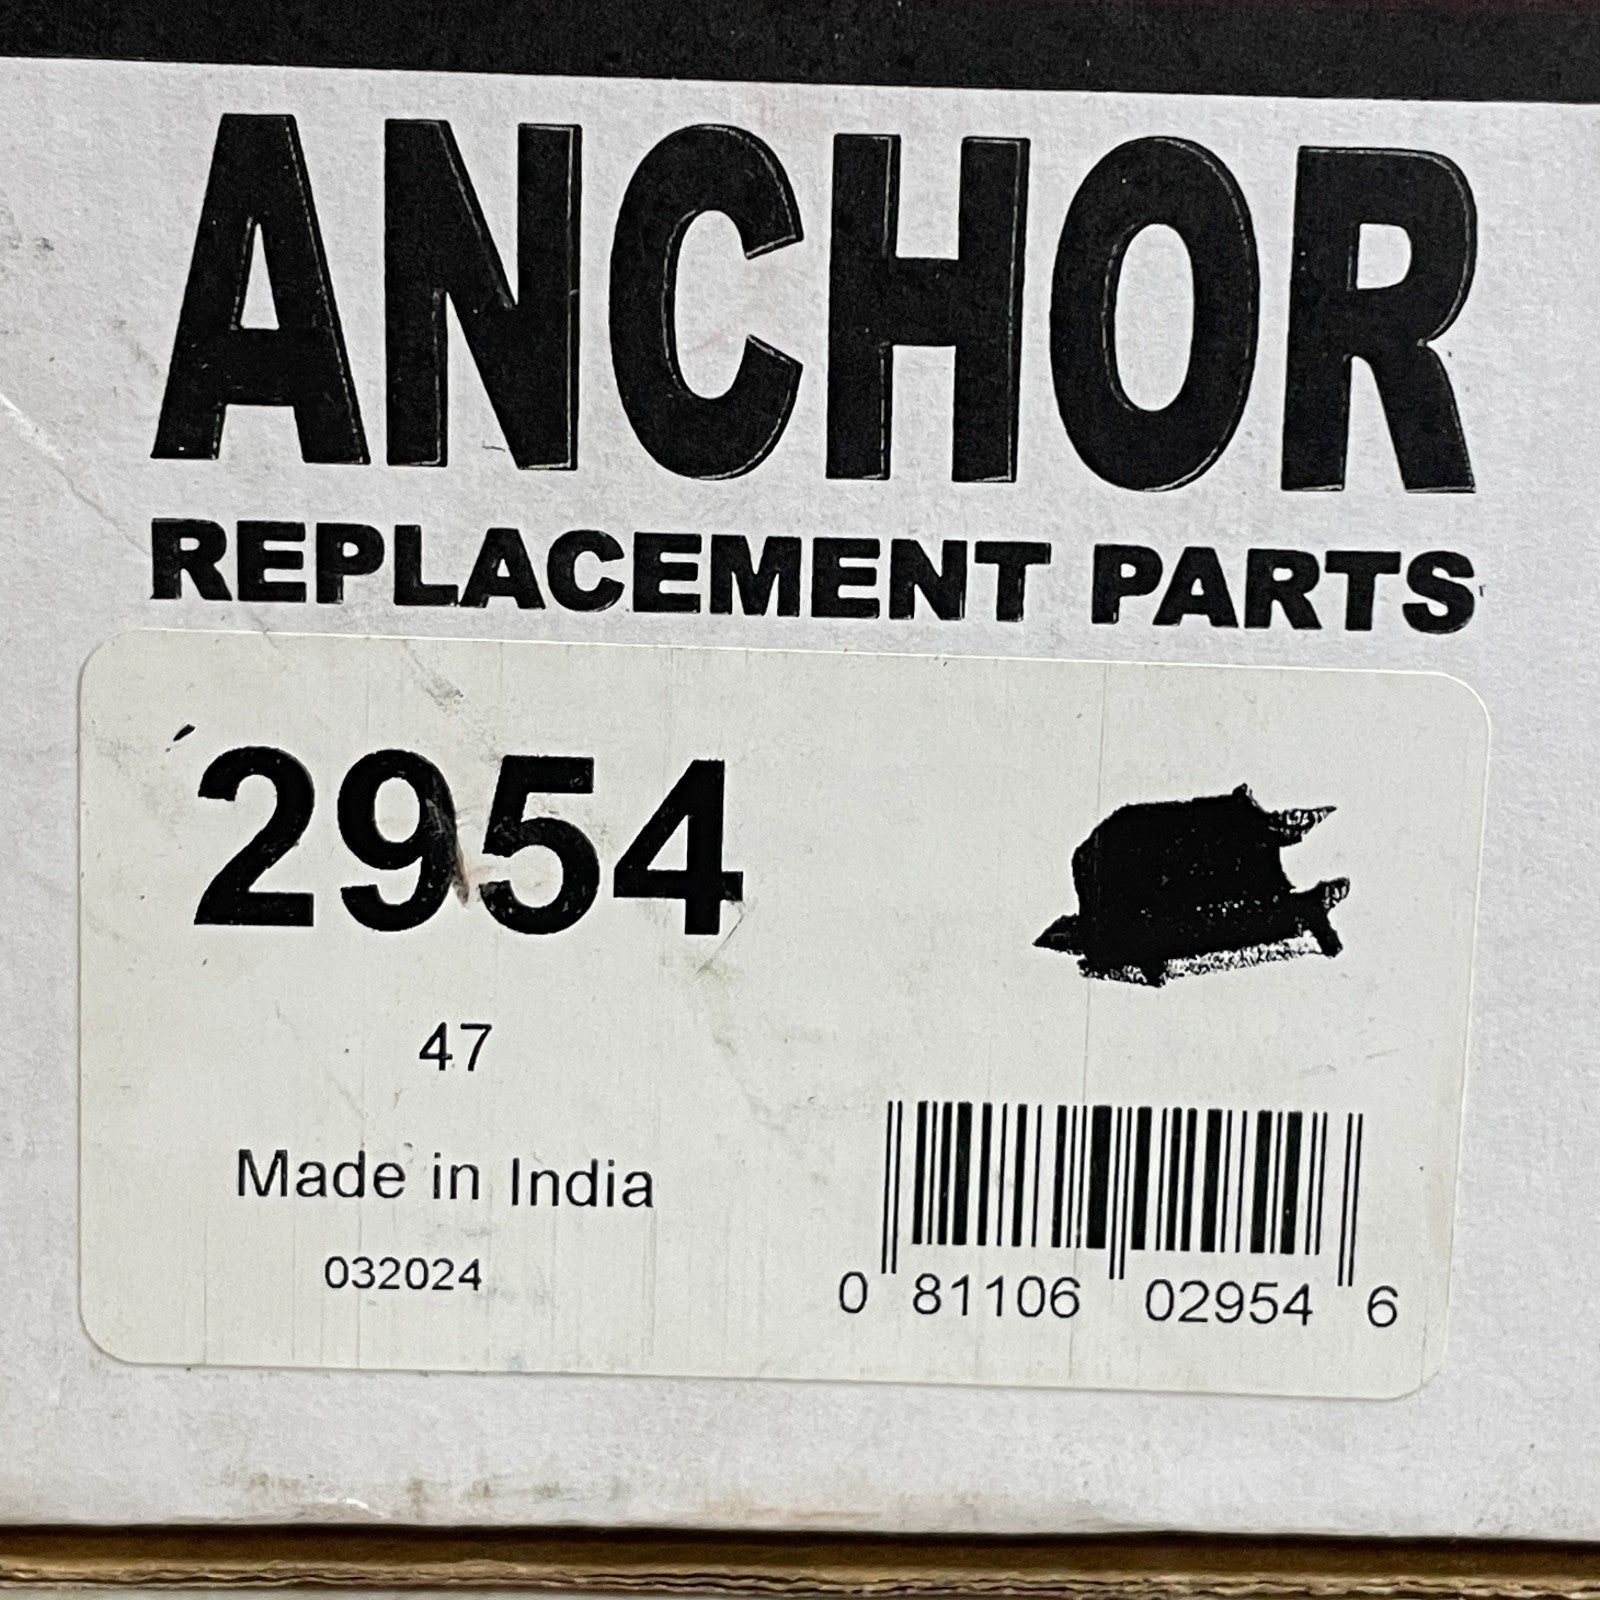 ANCHOR
REPLACEMENT PARTS
2954
47
Made in India
032024
0 81106 02954 6